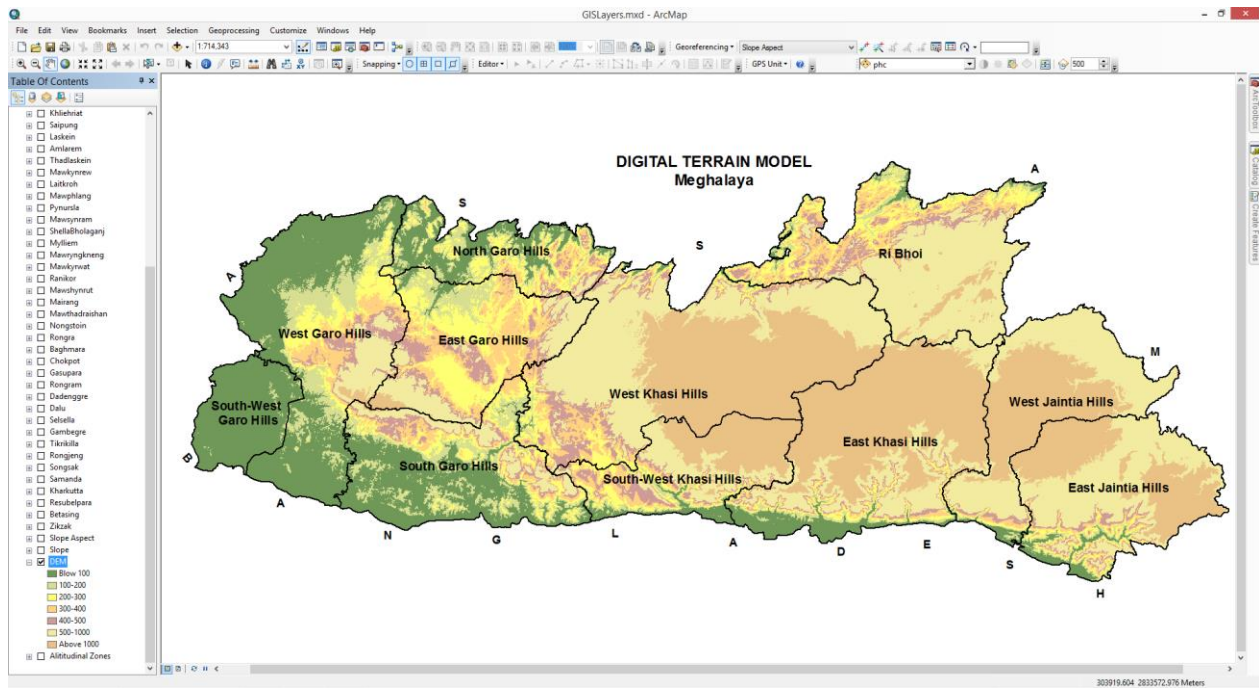 GISLayers.mxd - ArcMap
File Edit View Bookmarks Insert Selection Geoprocessing Customize Windows Help
1:714,343
Georeferencing Slope Aspect
Snapping Editor GPS Unit phc 500
Table Of Contents
Khliehriat
Saipung
Laskein
Amlarem
Thadlaskein
Mawkynrew
Laitkroh
Mawphlang
Pynursla
Mawsynram
ShellaBholaganj
Mylliem
Mawryngkneng
Mawkyrwat
Ranikor
Mawshynrut
Mairang
Mawthadraishan
Nongstoin
Rongra
Baghmara
Chokpot
Gasupara
Rongram
Dadenggre
Dalu
Selsella
Gambegre
Tikrikilla
Rongjeng
Songsak
Samanda
Kharkutta
Resubelpara
Betasing
Zikzak
Slope Aspect
Slope
DEM
Blow 100
100-200
200-300
300-400
400-500
500-1000
Above 1000
Alititudinal Zones
DIGITAL TERRAIN MODEL
Meghalaya
A S S A M
North Garo Hills
Ri Bhoi
West Garo Hills
East Garo Hills
West Khasi Hills
West Jaintia Hills
South-West
Garo Hills
East Khasi Hills
South Garo Hills
South-West Khasi Hills
East Jaintia Hills
B A N G L A D E S H
ArcToolbox
Catalog
Create Features
303919.604 2833572.976 Meters